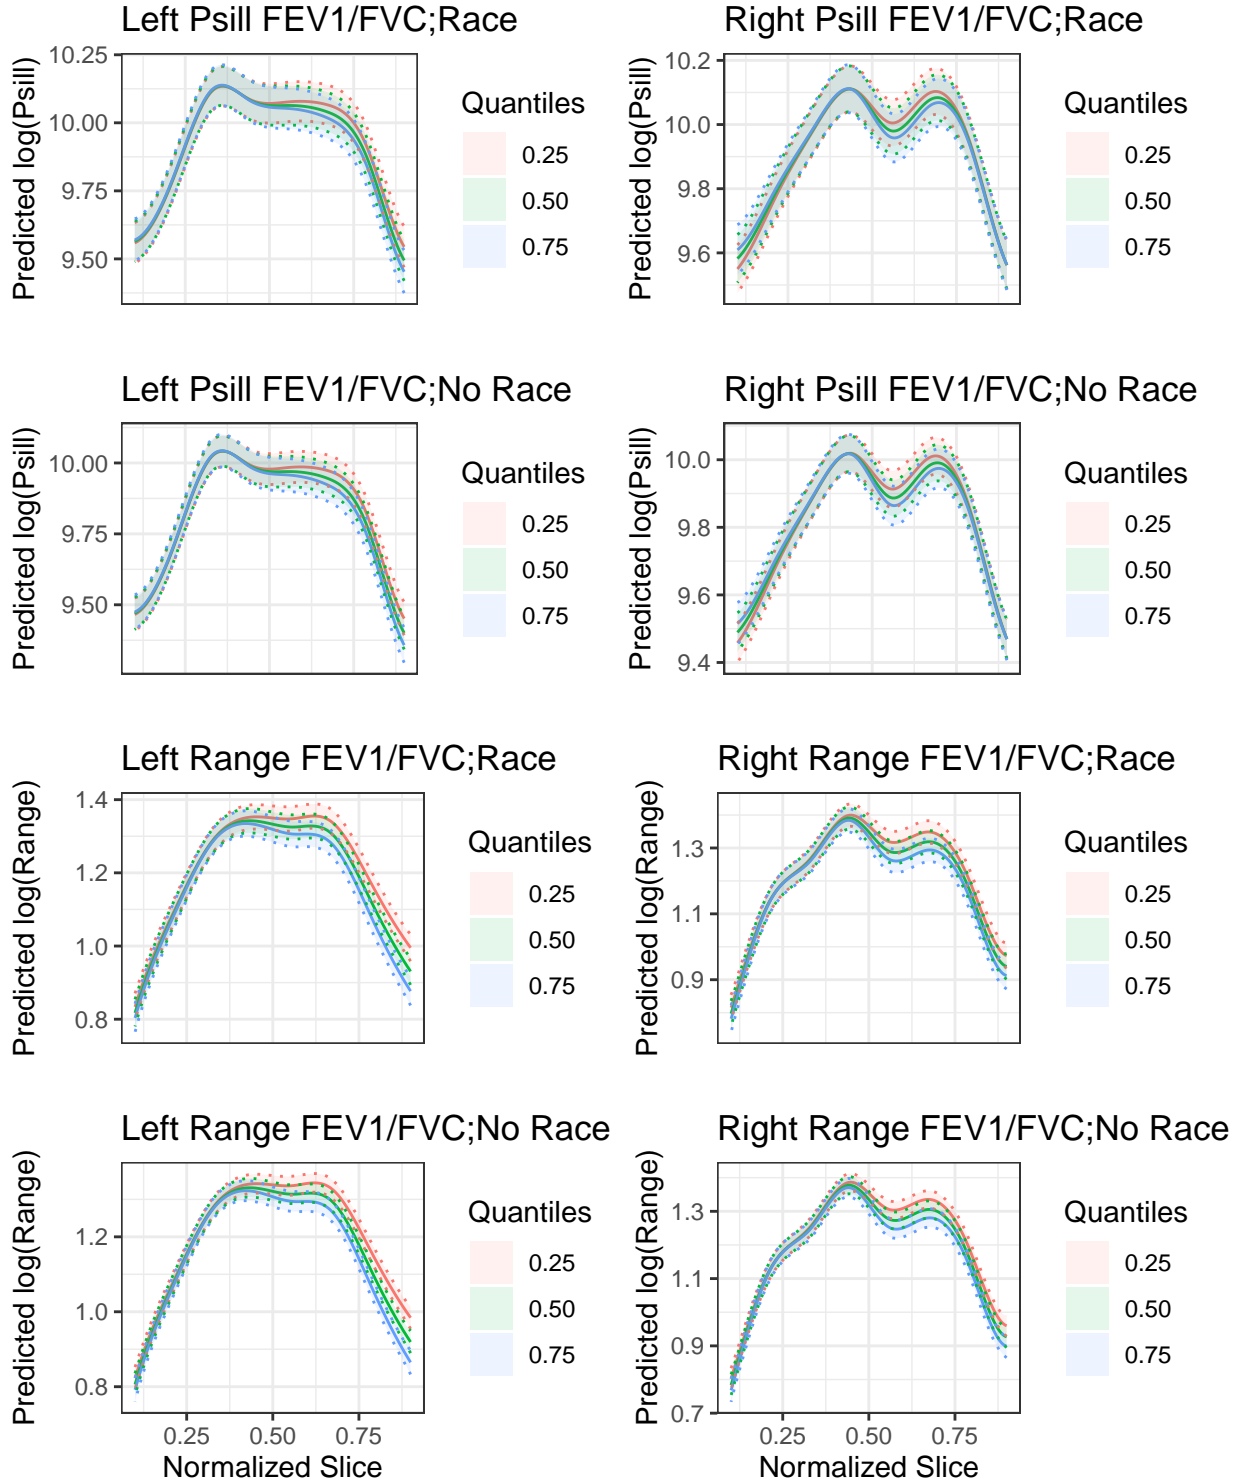 Left Psill FEV1/FVC;Race
Predicted log(Psill)
10.25
10.00
9.75
9.50
Quantiles
0.25
0.50
0.75
Right Psill FEV1/FVC;Race
Predicted log(Psill)
10.2
10.0
9.8
9.6
Quantiles
0.25
0.50
0.75
Left Psill FEV1/FVC;No Race
Predicted log(Psill)
10.00
9.75
9.50
Quantiles
0.25
0.50
0.75
Right Psill FEV1/FVC;No Race
Predicted log(Psill)
10.0
9.8
9.6
9.4
Quantiles
0.25
0.50
0.75
Left Range FEV1/FVC;Race
Predicted log(Range)
1.4
1.2
1.0
0.8
Quantiles
0.25
0.50
0.75
Right Range FEV1/FVC;Race
Predicted log(Range)
1.3
1.1
0.9
Quantiles
0.25
0.50
0.75
Left Range FEV1/FVC;No Race
Predicted log(Range)
1.2
1.0
0.8
0.25 0.50 0.75
Normalized Slice
Quantiles
0.25
0.50
0.75
Right Range FEV1/FVC;No Race
Predicted log(Range)
1.3
1.1
0.9
0.7
0.25 0.50 0.75
Normalized Slice
Quantiles
0.25
0.50
0.75